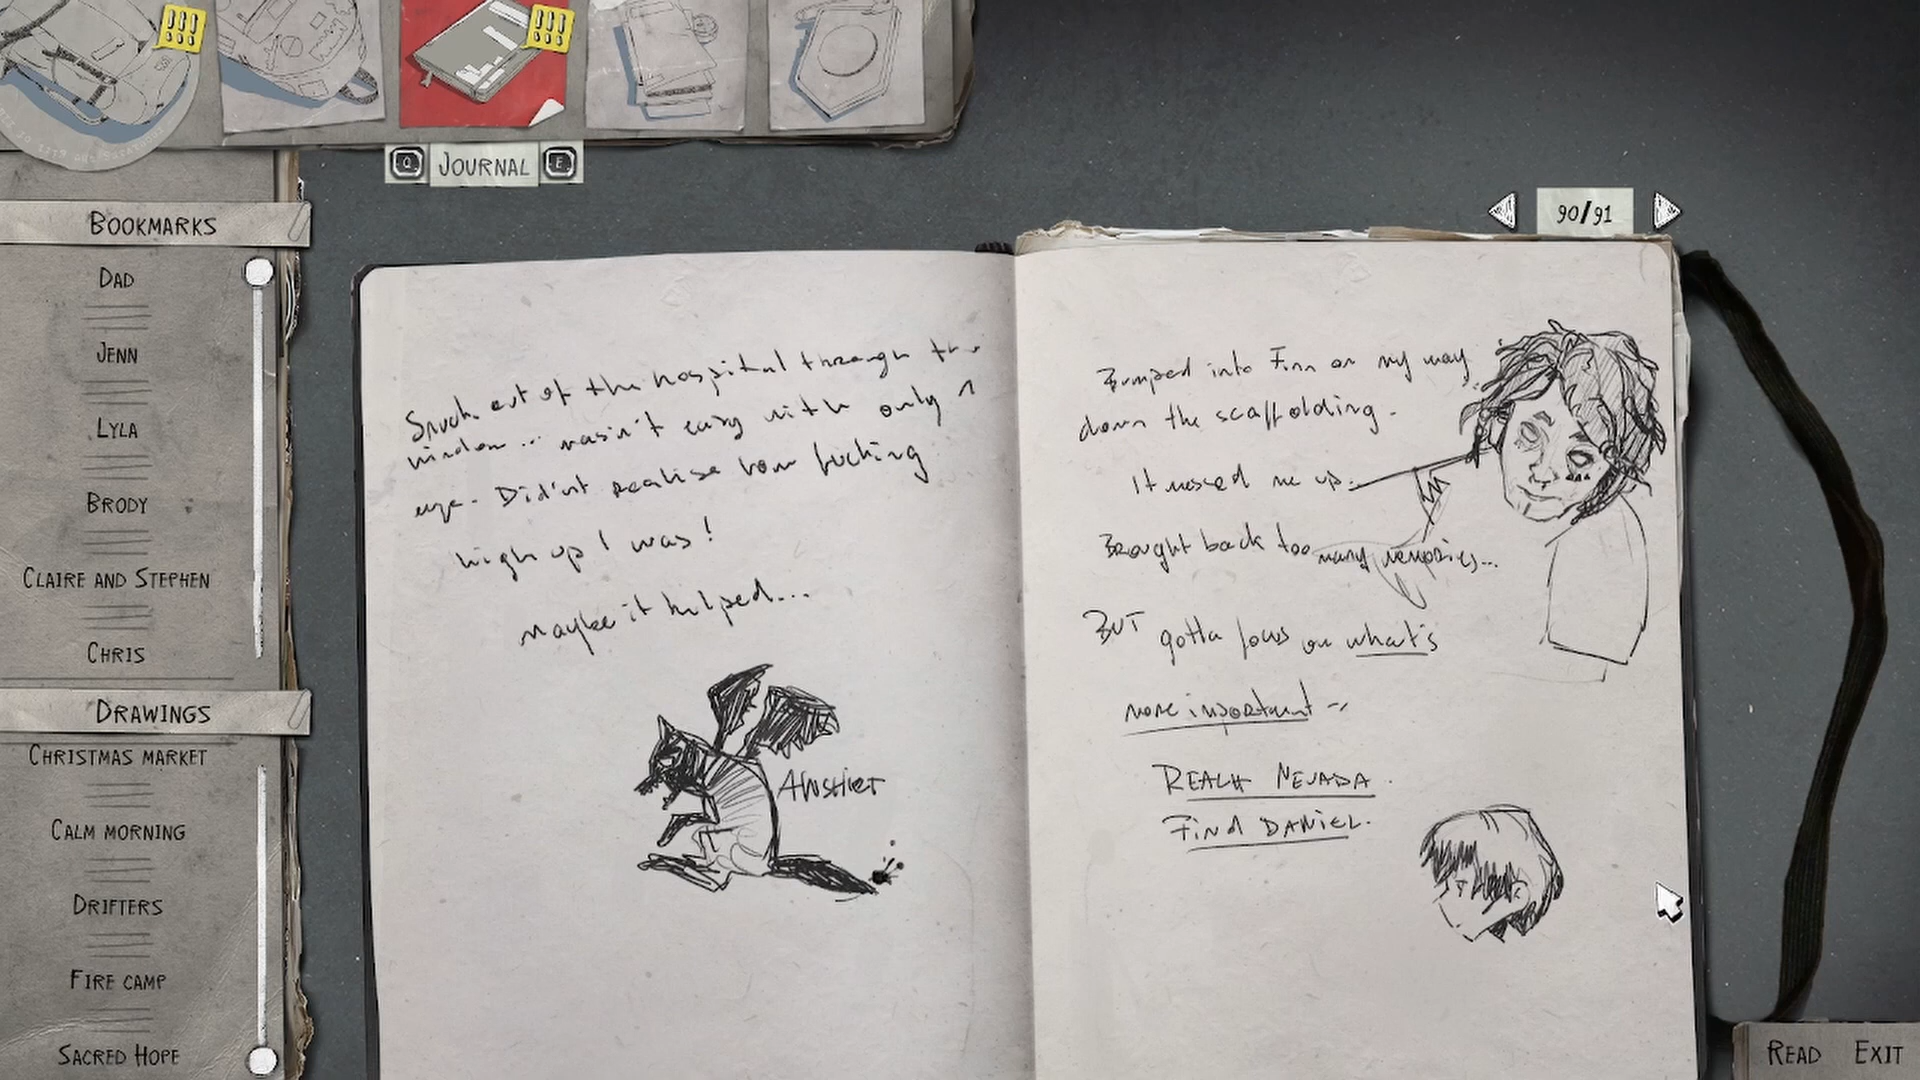 Q JOURNAL E
90/91
BOOKMARKS
DAD
JENN
LYLA
BRODY
CLAIRE AND STEPHEN
CHRIS
DRAWINGS
CHRISTMAS MARKET
CALM MORNING
DRIFTERS
FIRE CAMP
SACRED HOPE
Snuck out of the hospital through the
window... wasn't easy with only 1
eye. Didn't realise how fucking
high up I was!
Maybe it helped...
Bumped into Finn on my way
down the scaffolding.
It messed me up.
Brought back too many memories...
BUT gotta focus on what's
more important --
REACH NEVADA.
Find DANIEL.
READ EXIT